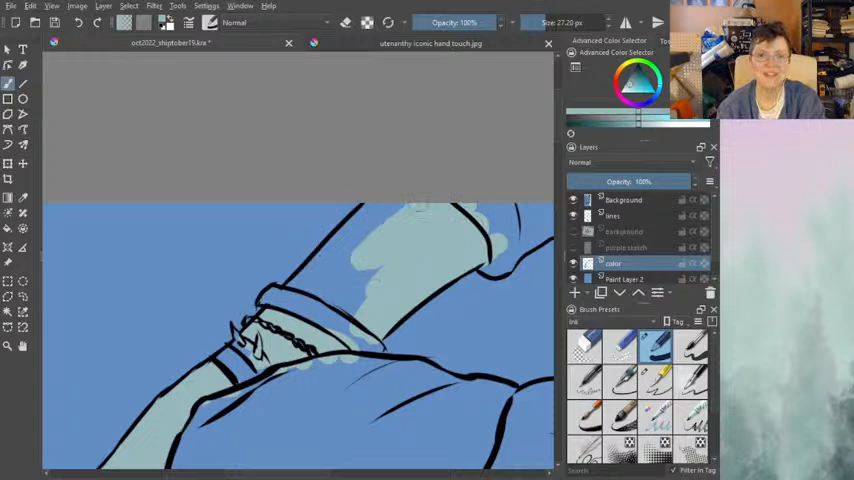 File Edit View Image Layer Select Filter Tools Settings Window Help
Normal Opacity: 100% Size: 27.20 px
oct2022_shiptober19.kra * utenanthy iconic hand touch.jpg
Advanced Color Selector
Advanced Color Selector
Layers
Normal
Opacity: 100%
Background
lines
background
purple sketch
color
Paint Layer 2
Brush Presets
Ink Tag
Search Filter in Tag